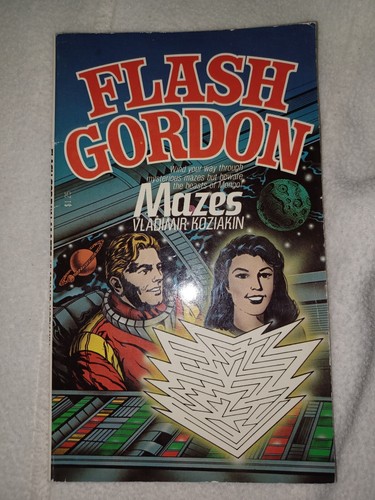 FLASH
GORDON
Wind your way through
mysterious mazes but beware
the beasts of Mongo!
Mazes
VLADIMIR KOZIAKIN